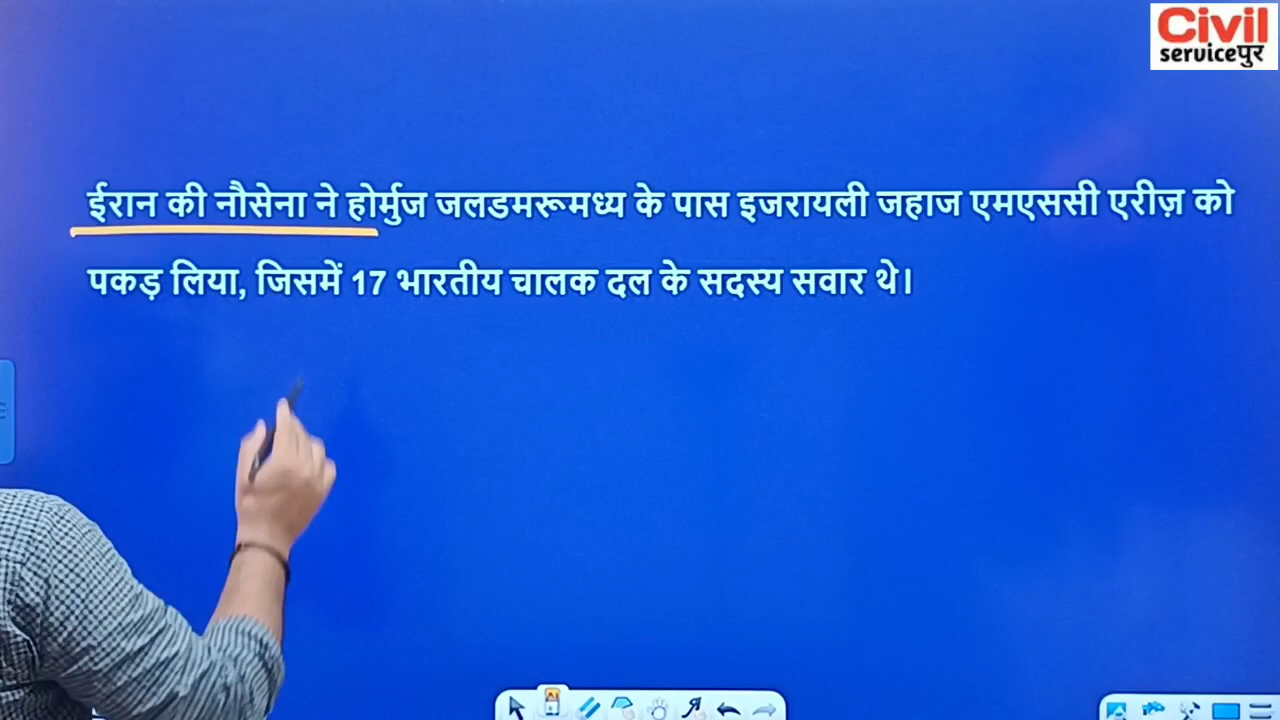 Civil
serviceपुर
ईरान की नौसेना ने होर्मुज जलडमरूमध्य के पास इजरायली जहाज एमएससी एरीज़ को
पकड़ लिया, जिसमें 17 भारतीय चालक दल के सदस्य सवार थे।